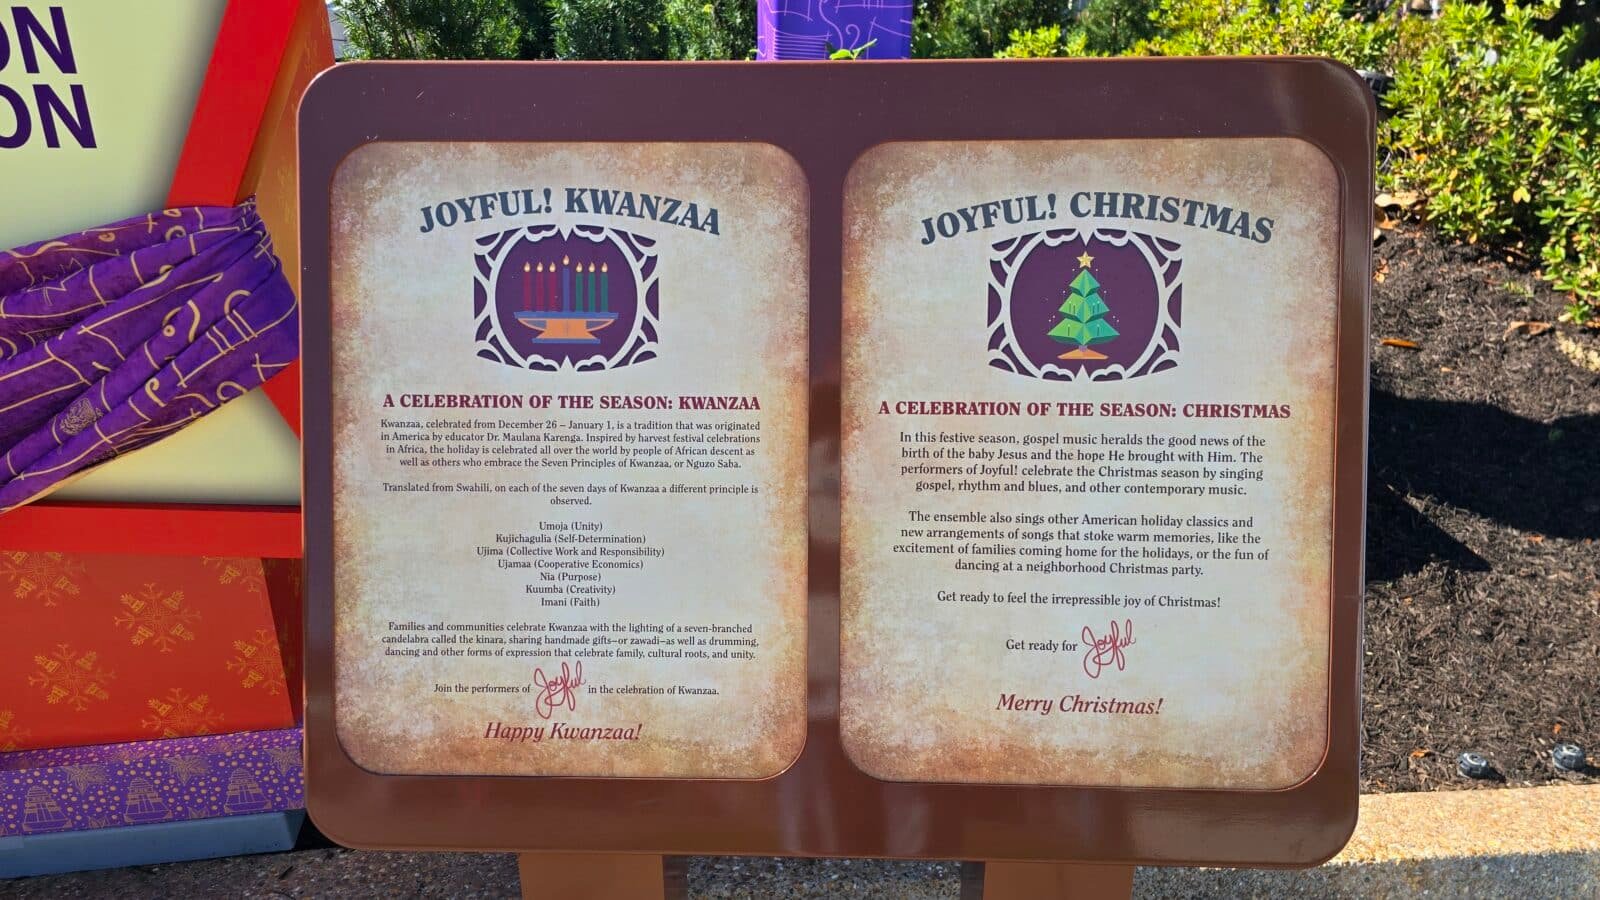 ON
ON
JOYFUL! KWANZAA
A CELEBRATION OF THE SEASON: KWANZAA
Kwanzaa, celebrated from December 26 – January 1, is a tradition that was originated
in America by educator Dr. Maulana Karenga. Inspired by harvest festival celebrations
in Africa, the holiday is celebrated all over the world by people of African descent as
well as others who embrace the Seven Principles of Kwanzaa, or Nguzo Saba.
Translated from Swahili, on each of the seven days of Kwanzaa a different principle is
observed.
Umoja (Unity)
Kujichagulia (Self-Determination)
Ujima (Collective Work and Responsibility)
Ujamaa (Cooperative Economics)
Nia (Purpose)
Kuumba (Creativity)
Imani (Faith)
Families and communities celebrate Kwanzaa with the lighting of a seven-branched
candelabra called the kinara, sharing handmade gifts—or zawadi—as well as drumming,
dancing and other forms of expression that celebrate family, cultural roots, and unity.
Join the performers of Joyful in the celebration of Kwanzaa.
Happy Kwanzaa!
JOYFUL! CHRISTMAS
A CELEBRATION OF THE SEASON: CHRISTMAS
In this festive season, gospel music heralds the good news of the
birth of the baby Jesus and the hope He brought with Him. The
performers of Joyful! celebrate the Christmas season by singing
gospel, rhythm and blues, and other contemporary music.
The ensemble also sings other American holiday classics and
new arrangements of songs that stoke warm memories, like the
excitement of families coming home for the holidays, or the fun of
dancing at a neighborhood Christmas party.
Get ready to feel the irrepressible joy of Christmas!
Get ready for Joyful
Merry Christmas!